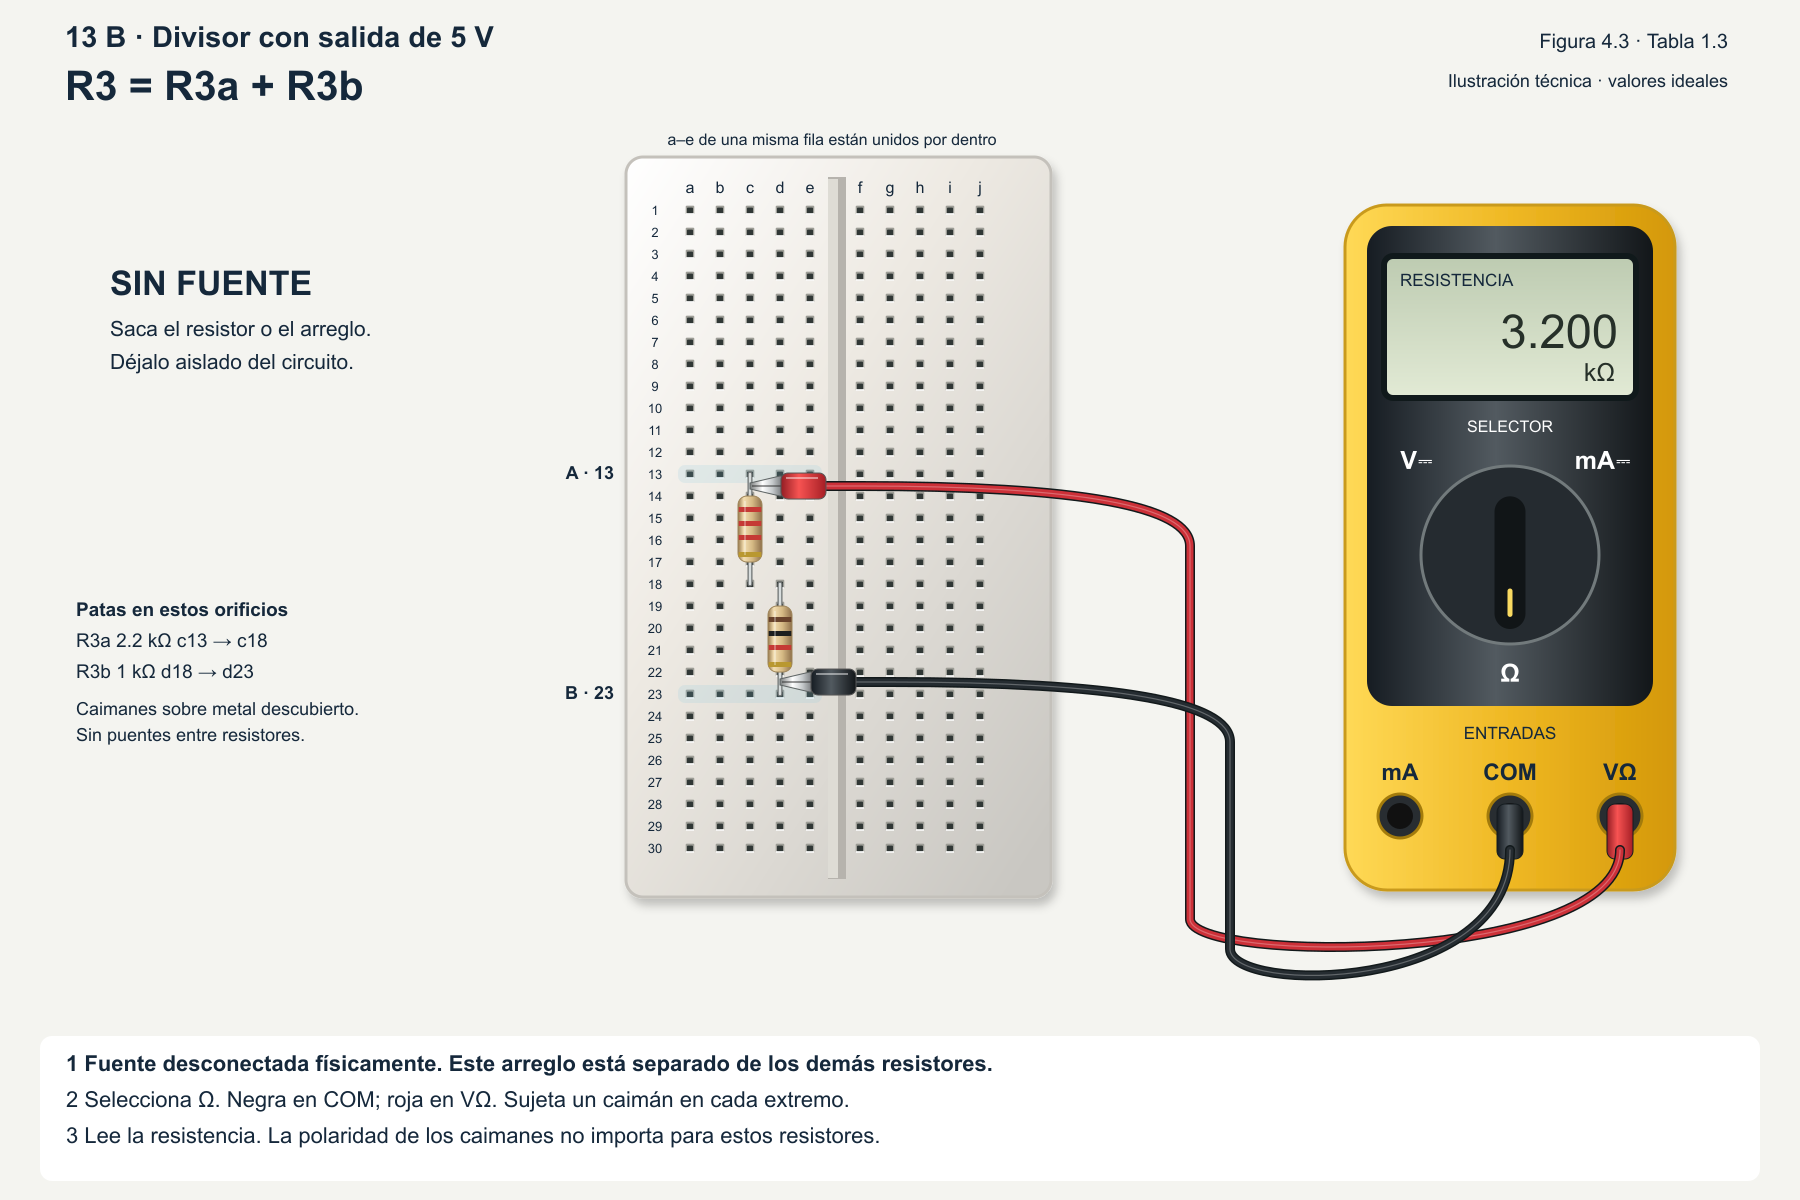 13 B · Divisor con salida de 5 V
R3 = R3a + R3b
Figura 4.3 · Tabla 1.3
Ilustración técnica · valores ideales
a–e de una misma fila están unidos por dentro
a b c d e f g h i j
1
2
3
4
5
6
7
8
9
10
11
12
13
14
15
16
17
18
19
20
21
22
23
24
25
26
27
28
29
30
SIN FUENTE
Saca el resistor o el arreglo.
Déjalo aislado del circuito.
A · 13
B · 23
Patas en estos orificios
R3a 2.2 kΩ c13 → c18
R3b 1 kΩ d18 → d23
Caimanes sobre metal descubierto.
Sin puentes entre resistores.
RESISTENCIA
3.200
kΩ
SELECTOR
V⎓ mA⎓
Ω
ENTRADAS
mA COM VΩ
1 Fuente desconectada físicamente. Este arreglo está separado de los demás resistores.
2 Selecciona Ω. Negra en COM; roja en VΩ. Sujeta un caimán en cada extremo.
3 Lee la resistencia. La polaridad de los caimanes no importa para estos resistores.